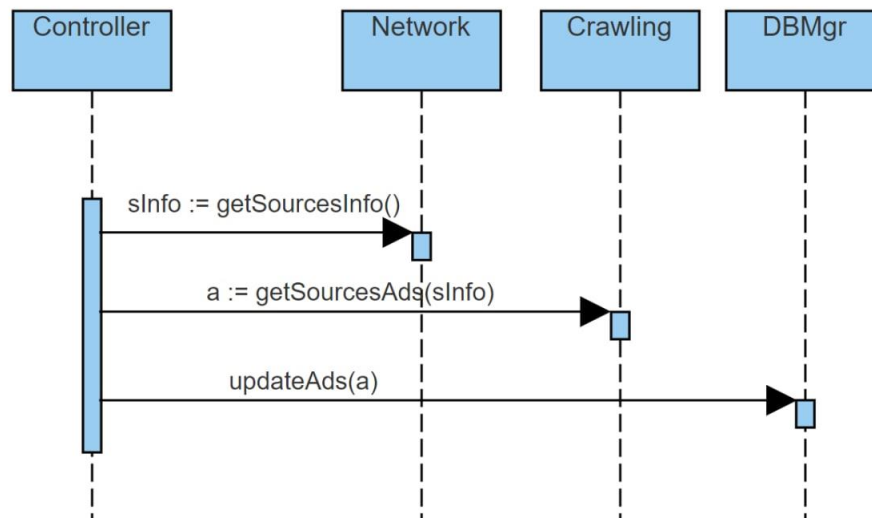 Controller
Network
Crawling
DBMgr
sInfo := getSourcesInfo()
a := getSourcesAds(sInfo)
updateAds(a)